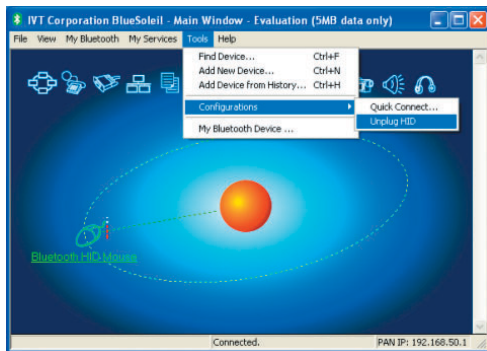 IVT Corporation BlueSoleil - Main Window - Evaluation (5MB data only)
File View My Bluetooth My Services Tools Help
Find Device... Ctrl+F
Add New Device... Ctrl+N
Add Device from History... Ctrl+H
Configurations
Quick Connect...
Unplug HID
My Bluetooth Device ...
Bluetooth HID Mouse
Connected. PAN IP: 192.168.50.1